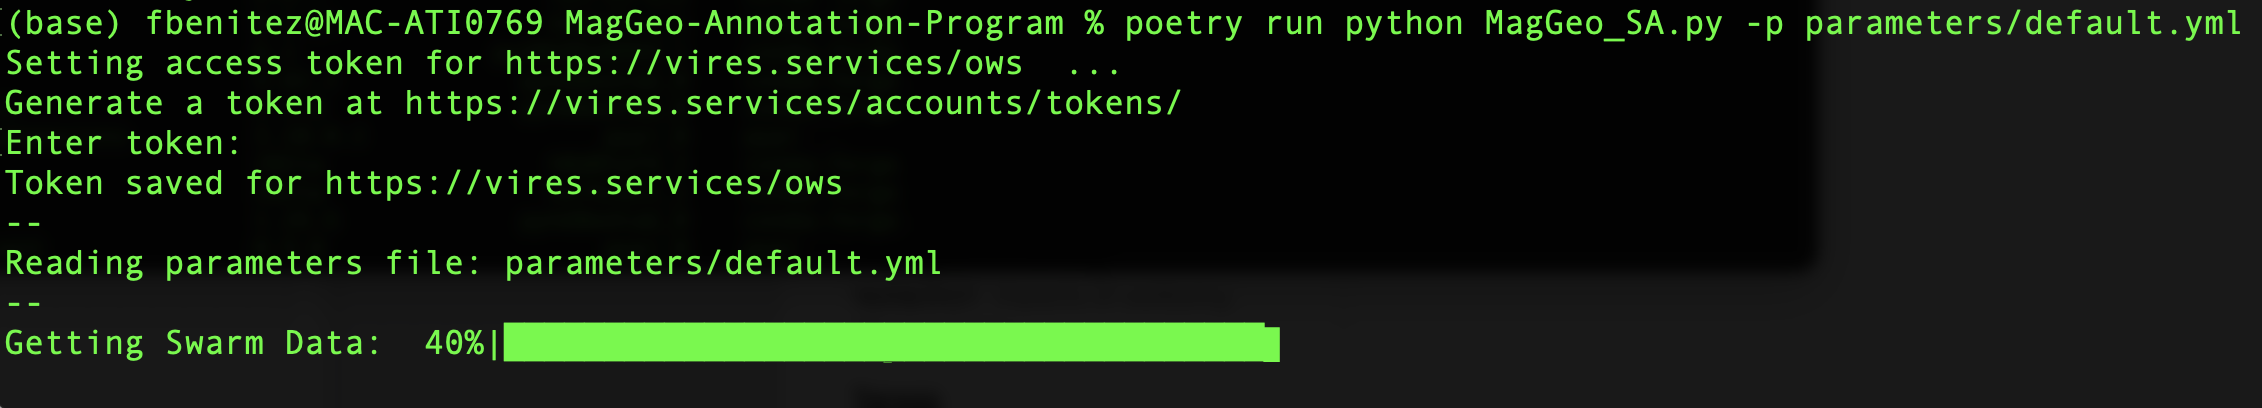 (base) fbenitez@MAC-ATI0769 MagGeo-Annotation-Program % poetry run python MagGeo_SA.py -p parameters/default.yml
Setting access token for https://vires.services/ows  ...
Generate a token at https://vires.services/accounts/tokens/
Enter token:
Token saved for https://vires.services/ows
--
Reading parameters file: parameters/default.yml
--
Getting Swarm Data:  40%|